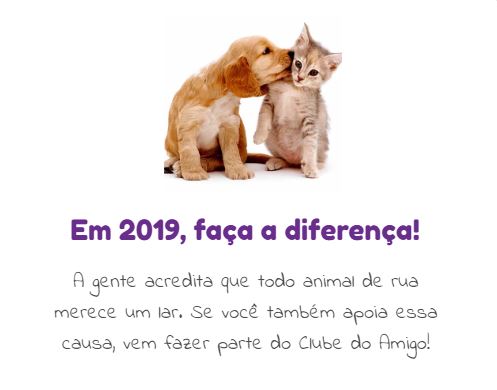 Em 2019, faça a diferença!
A gente acredita que todo animal de rua
merece um lar. Se você também apoia essa
causa, vem fazer parte do Clube do Amigo!